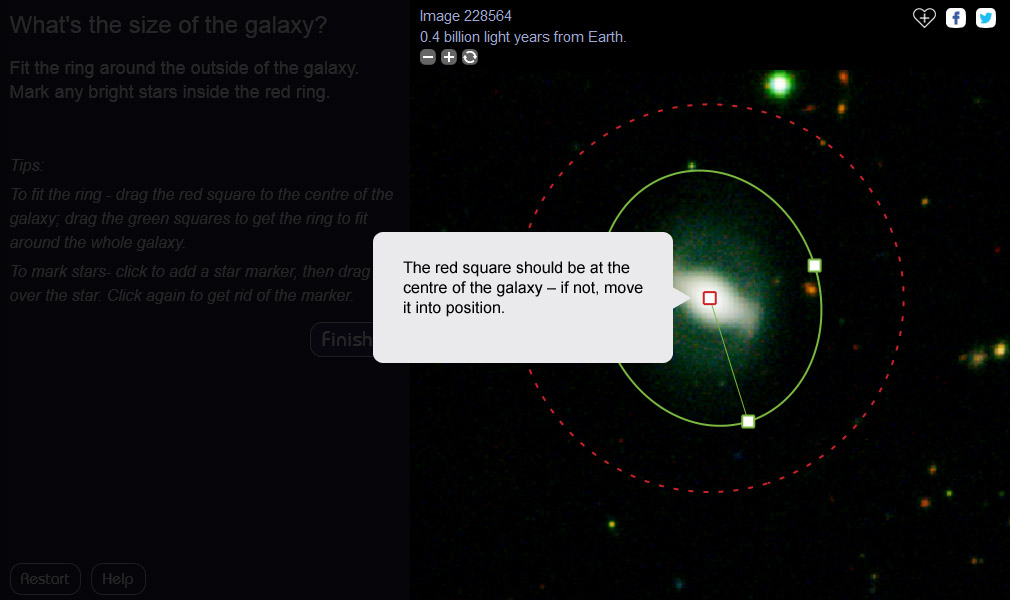 What's the size of the galaxy?
Fit the ring around the outside of the galaxy.
Mark any bright stars inside the red ring.
Tips:
To fit the ring - drag the red square to the centre of the
galaxy; drag the green squares to get the ring to fit
around the whole galaxy.
To mark stars- click to add a star marker, then drag
over the star. Click again to get rid of the marker.
Finish
Restart
Help
Image 228564
0.4 billion light years from Earth.
The red square should be at the
centre of the galaxy – if not, move
it into position.